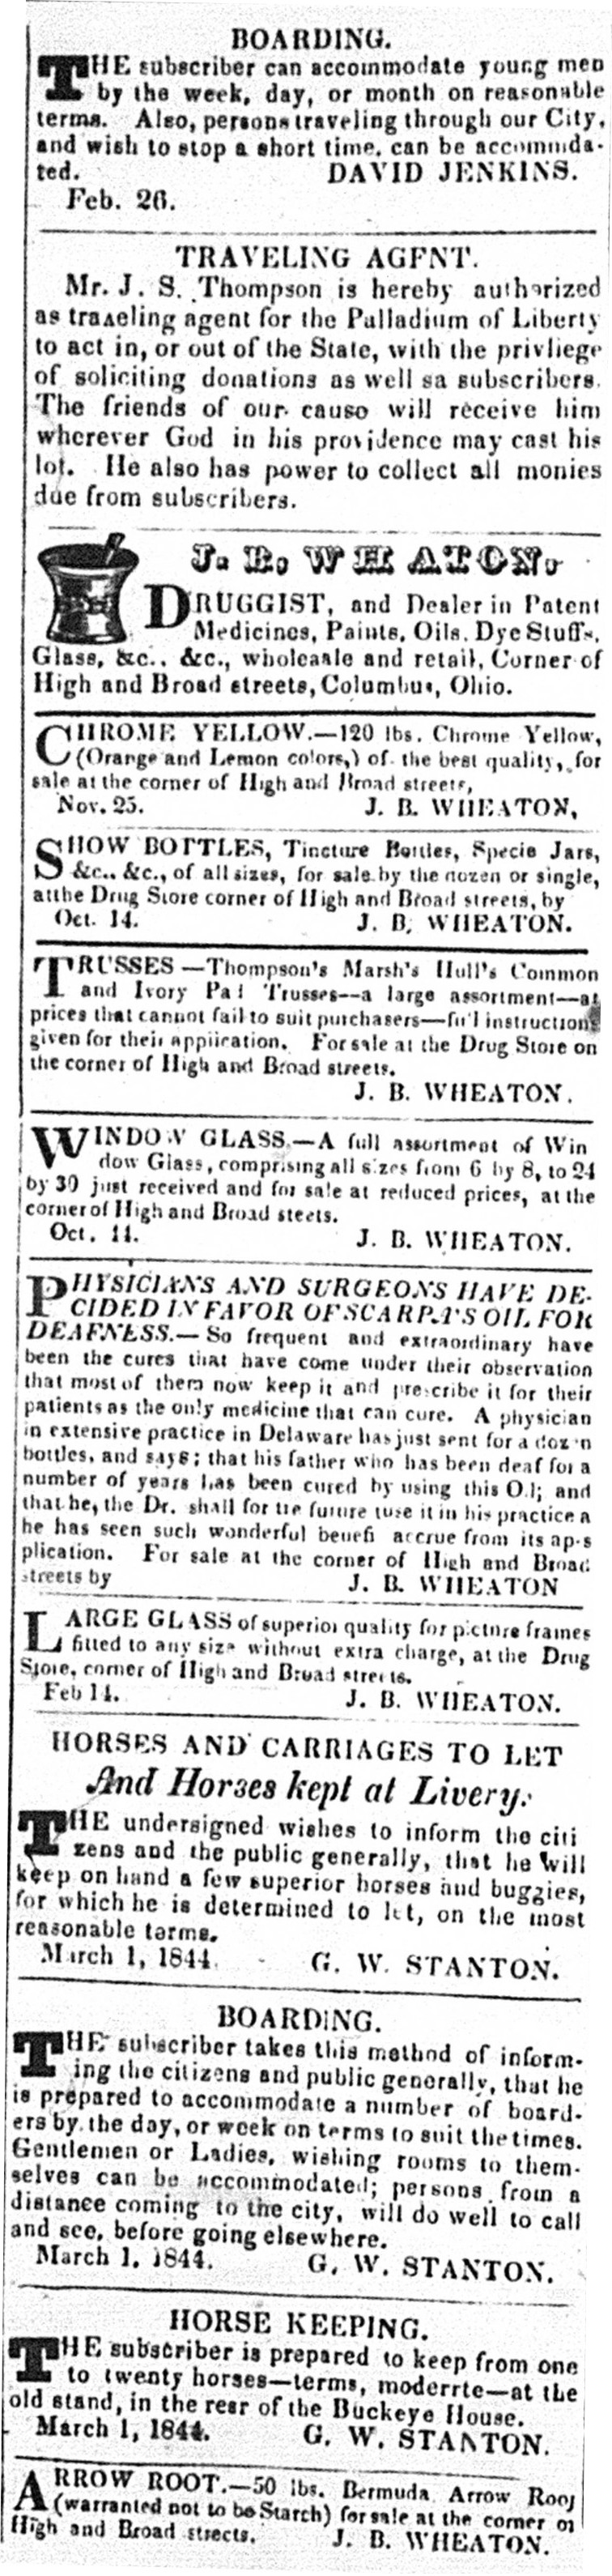 BOARDING.
THE subscriber can accommodate young men
by the week, day, or month on reasonable
terms. Also, persons traveling through our City,
and wish to stop a short time, can be accommda-
ted. DAVID JENKINS.
Feb. 26.
TRAVELING AGENT.
Mr. J. S. Thompson is hereby authorized
as traveling agent for the Palladium of Liberty
to act in, or out of the State, with the privliege
of soliciting donations as well sa subscribers.
The friends of our cause will receive him
wherever God in his providence may cast his
lot. He also has power to collect all monies
due from subscribers.
J. B. WHEATON.
DRUGGIST, and Dealer in Patent
Medicines, Paints, Oils, Dye Stuffs,
Glass, &c., &c., wholeasle and retail, Corner of
High and Broad streets, Columbus, Ohio.
CHROME YELLOW.—120 lbs. Chrome Yellow,
(Orange and Lemon colors,) of the best quality, for
sale at the corner of High and Broad streets,
Nov. 25. J. B. WHEATON,
SHOW BOTTLES, Tincture Bottles, Specie Jars,
&c., &c., of all sizes, for sale by the dozen or single,
atthe Drug Store corner of High and Broad streets, by
Oct. 14. J. B. WHEATON.
TRUSSES—Thompson's Marsh's Hull's Common
and Ivory Pad Trusses—a large assortment—at
prices that cannot fail to suit purchasers—full instructions
given for their application. For sale at the Drug Store on
the corner of High and Broad streets.
J. B. WHEATON.
WINDOW GLASS.—A full assortment of Win
dow Glass, comprising all sizes from 6 by 8, to 24
by 30 just received and for sale at reduced prices, at the
corner of High and Broad steets.
Oct. 14. J. B. WHEATON.
PHYSICIANS AND SURGEONS HAVE DE-
CIDED IN FAVOR OF SCARPA'S OIL FOR
DEAFNESS.—So frequent and extraordinary have
been the cures that have come under their observation
that most of them now keep it and prescribe it for their
patients as the only medicine that can cure. A physician
in extensive practice in Delaware has just sent for a dozen
bottles, and says; that his father who has been deaf for a
number of years has been cured by using this Oil; and
that he, the Dr. shall for the future tuse it in his practice a
he has seen such wonderful benefi accrue from its ap-s
plication. For sale at the corner of High and Broad
streets by J. B. WHEATON
LARGE GLASS of superior quality for picture frames
fitted to any size without extra charge, at the Drug
Store, corner of High and Broad streets.
Feb 14. J. B. WHEATON.
HORSES AND CARRIAGES TO LET
And Horses kept at Livery.
THE undersigned wishes to inform the citi
zens and the public generally, that he will
keep on hand a few superior horses and buggies,
for which he is determined to let, on the most
reasonable terms.
March 1, 1844. G. W. STANTON.
BOARDING.
THE subscriber takes this method of inform-
ing the citizens and public generally, that he
is prepared to accommodate a number of board-
ers by the day, or week on terms to suit the times.
Gentlemen or Ladies, wishing rooms to them-
selves can be accommodated; persons from a
distance coming to the city, will do well to call
and see, before going elsewhere.
March 1, 1844. G. W. STANTON.
HORSE KEEPING.
THE subscriber is prepared to keep from one
to twenty horses—terms, moderrte—at the
old stand, in the rear of the Buckeye House.
March 1, 1844. G. W. STANTON.
ARROW ROOT.—50 lbs. Bermuda Arrow Root
(warranted not to be Starch) for sale at the corner of
High and Broad streets. J. B. WHEATON.